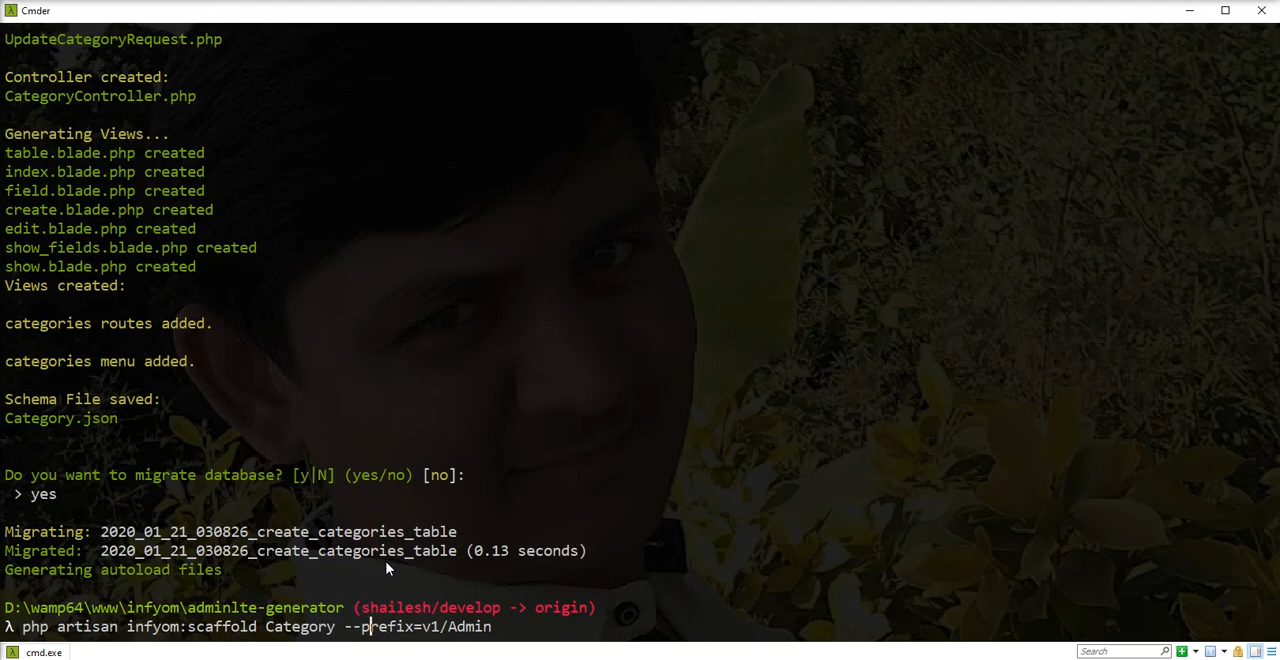 Cmder
UpdateCategoryRequest.php
Controller created:
CategoryController.php
Generating Views...
table.blade.php created
index.blade.php created
field.blade.php created
create.blade.php created
edit.blade.php created
show_fields.blade.php created
show.blade.php created
Views created:
categories routes added.
categories menu added.
Schema File saved:
Category.json
Do you want to migrate database? [y|N] (yes/no) [no]:
> yes
Migrating: 2020_01_21_030826_create_categories_table
Migrated: 2020_01_21_030826_create_categories_table (0.13 seconds)
Generating autoload files
D:\wamp64\www\infyom\adminlte-generator (shailesh/develop -> origin)
λ php artisan infyom:scaffold Category --prefix=v1/Admin
cmd.exe
Search